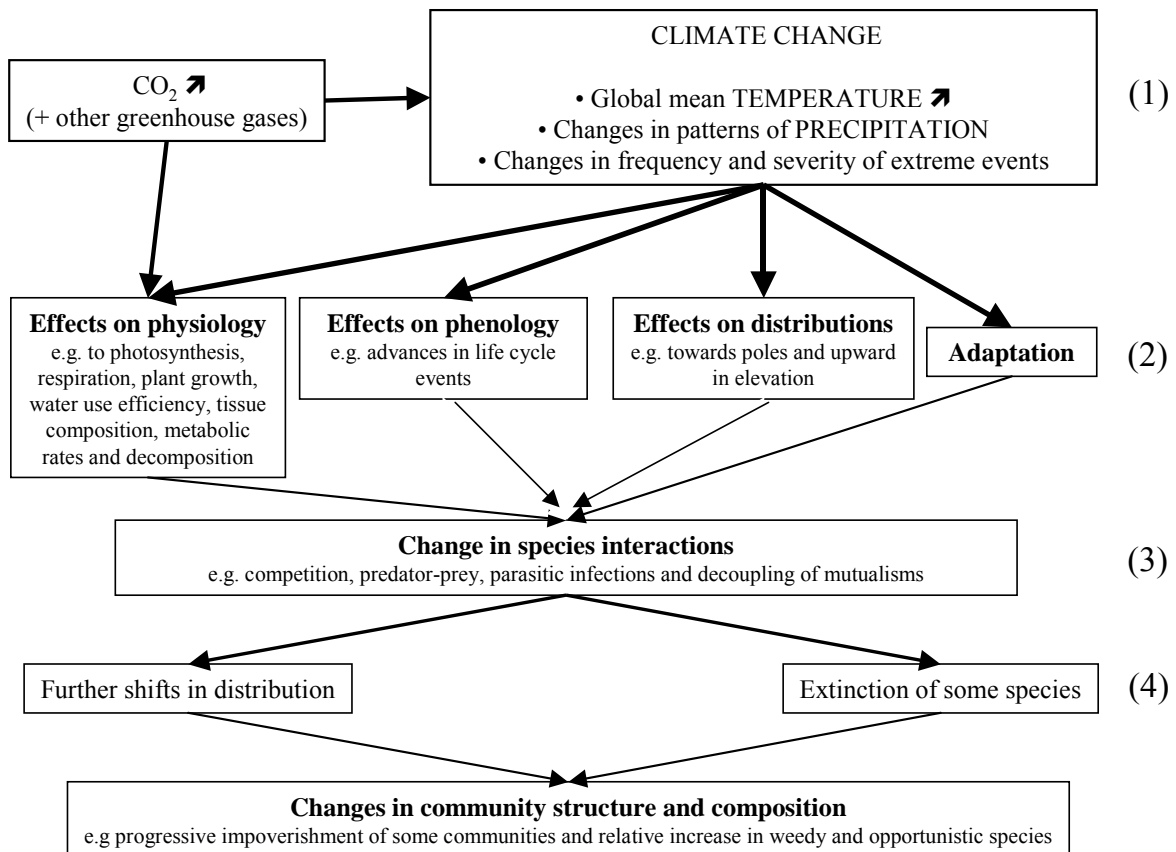 CLIMATE CHANGE
CO₂ ↗
(+ other greenhouse gases)
• Global mean TEMPERATURE ↗
• Changes in patterns of PRECIPITATION
• Changes in frequency and severity of extreme events
(1)
Effects on physiology
e.g. to photosynthesis,
respiration, plant growth,
water use efficiency, tissue
composition, metabolic
rates and decomposition
Effects on phenology
e.g. advances in life cycle
events
Effects on distributions
e.g. towards poles and upward
in elevation
Adaptation
(2)
Change in species interactions
e.g. competition, predator-prey, parasitic infections and decoupling of mutualisms
(3)
Further shifts in distribution
Extinction of some species
(4)
Changes in community structure and composition
e.g progressive impoverishment of some communities and relative increase in weedy and opportunistic species